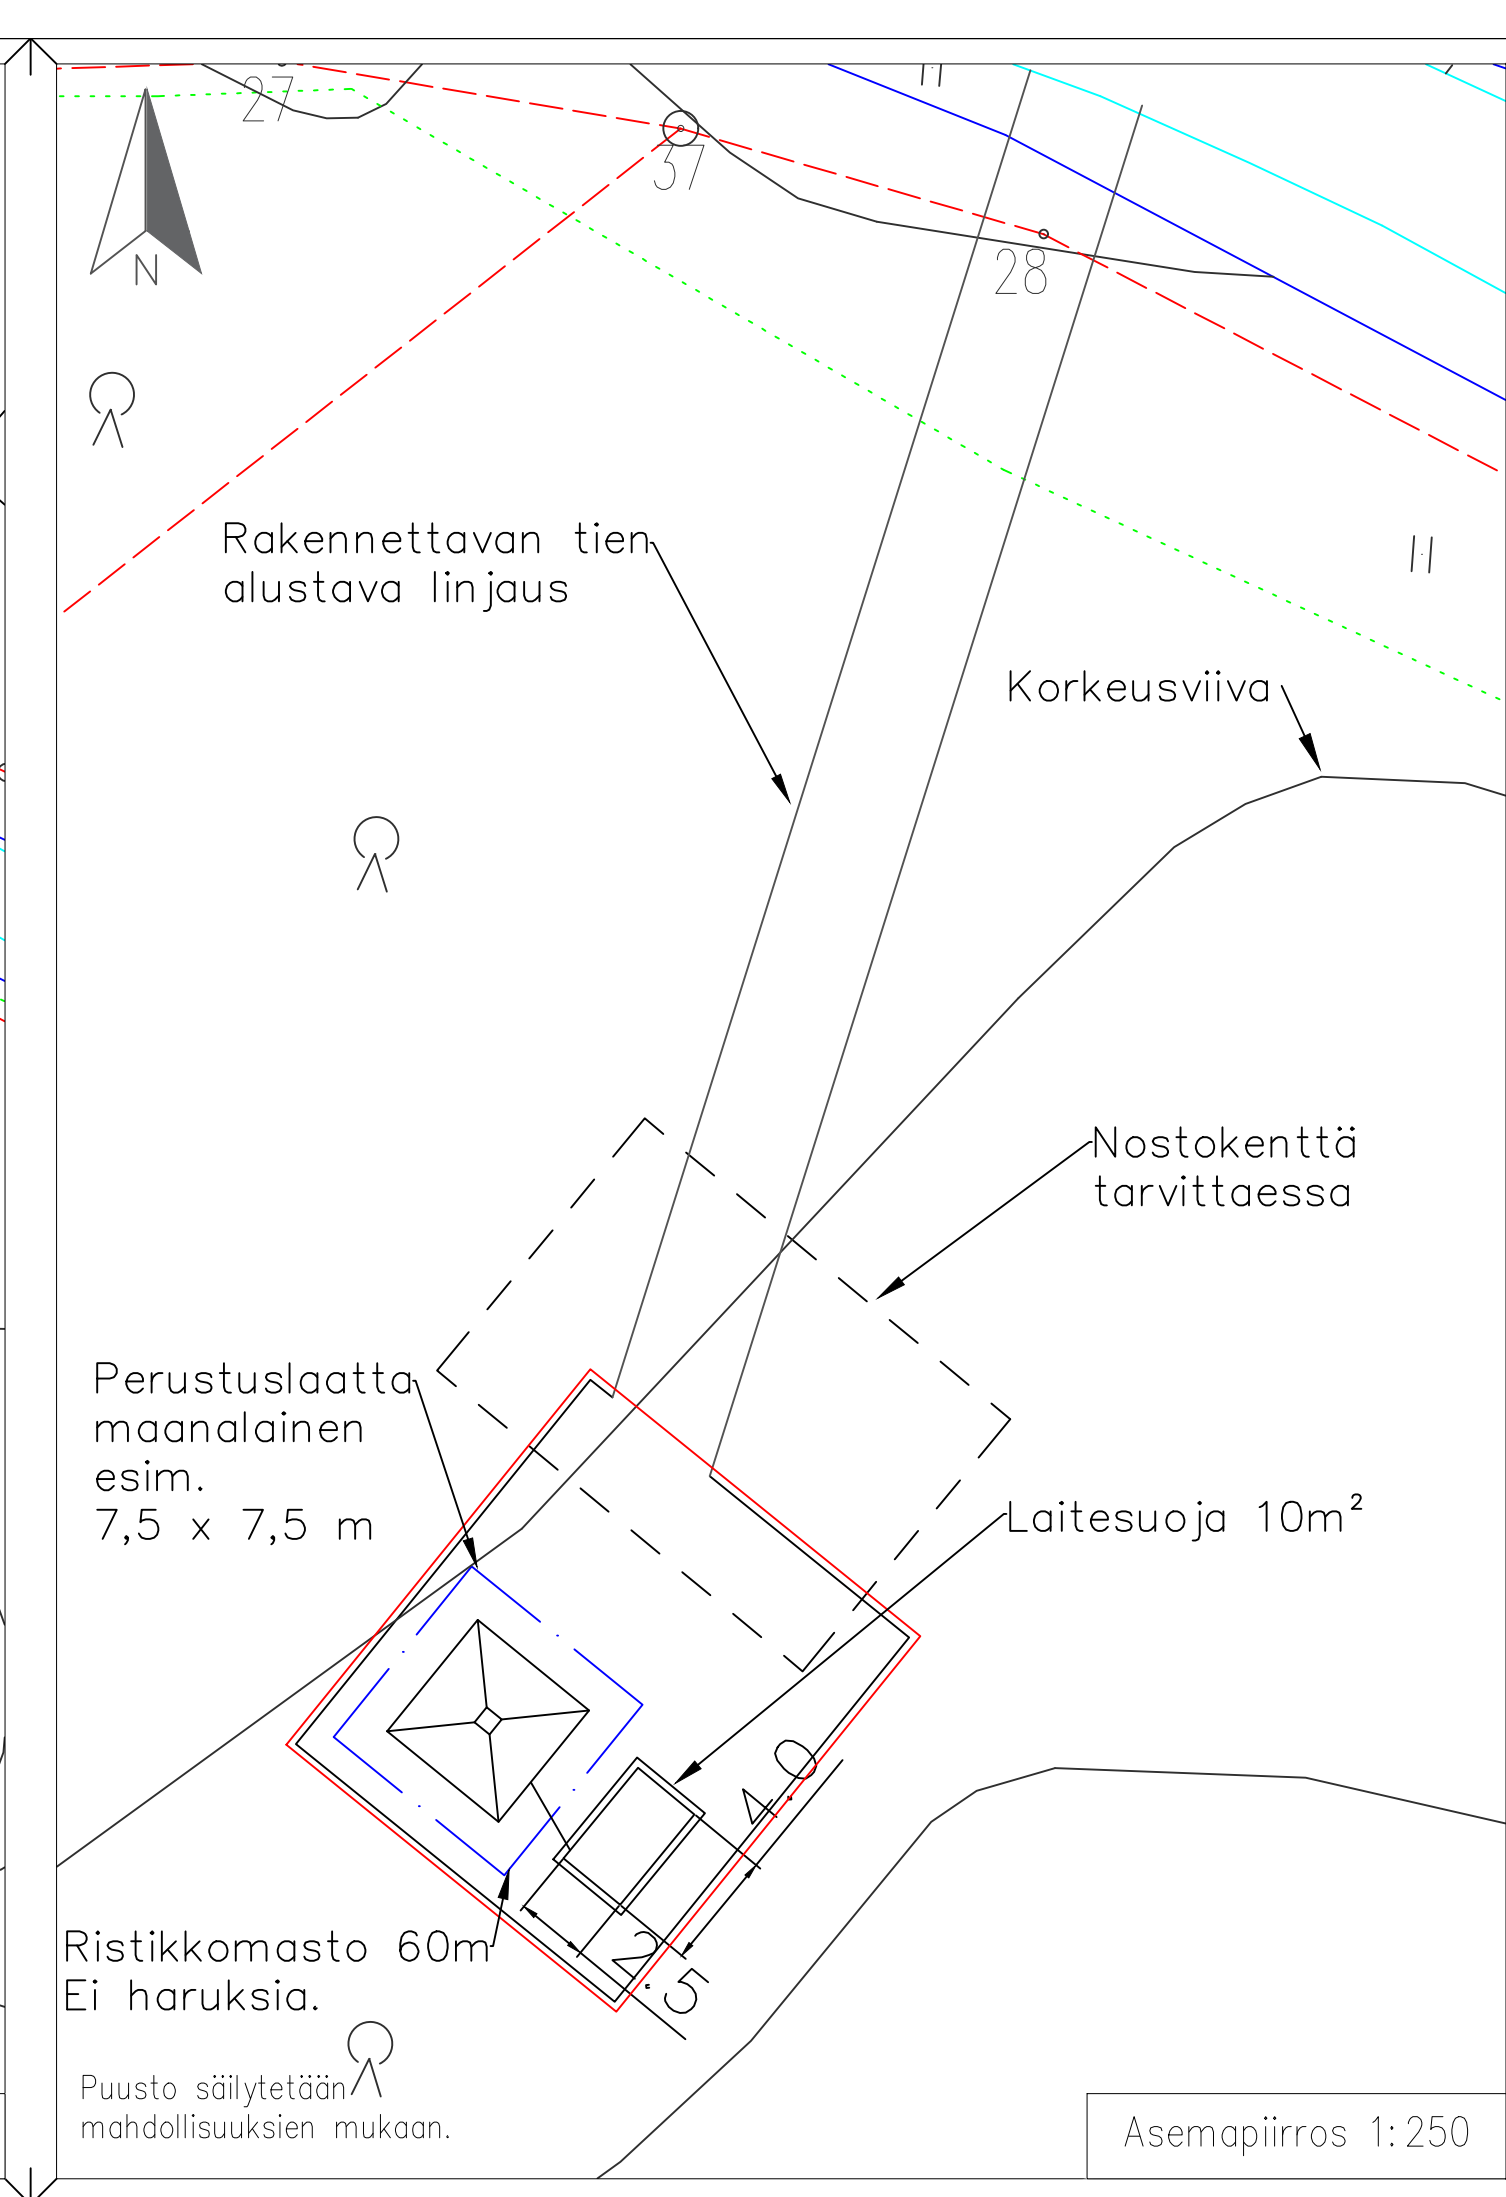 27
37
28
N
Rakennettavan tien
alustava linjaus
Korkeusviiva
Nostokenttä
tarvittaessa
Perustuslaatta
maanalainen
esim.
7,5 x 7,5 m
Laitesuoja 10m²
4.0
2.5
Ristikkomasto 60m
Ei haruksia.
Puusto säilytetään
mahdollisuuksien mukaan.
Asemapiirros 1:250